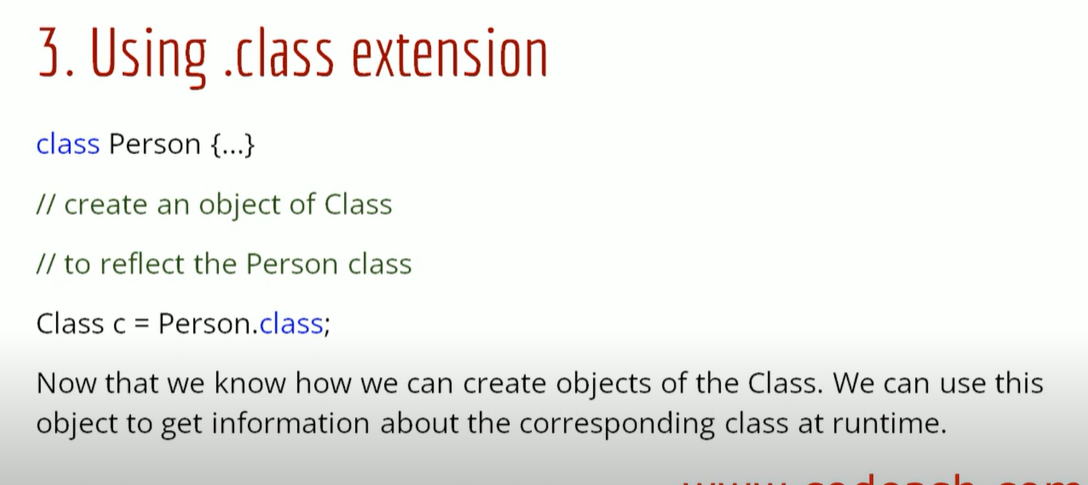 3. Using .class extension
class Person {...}
// create an object of Class
// to reflect the Person class
Class c = Person.class;
Now that we know how we can create objects of the Class. We can use this
object to get information about the corresponding class at runtime.